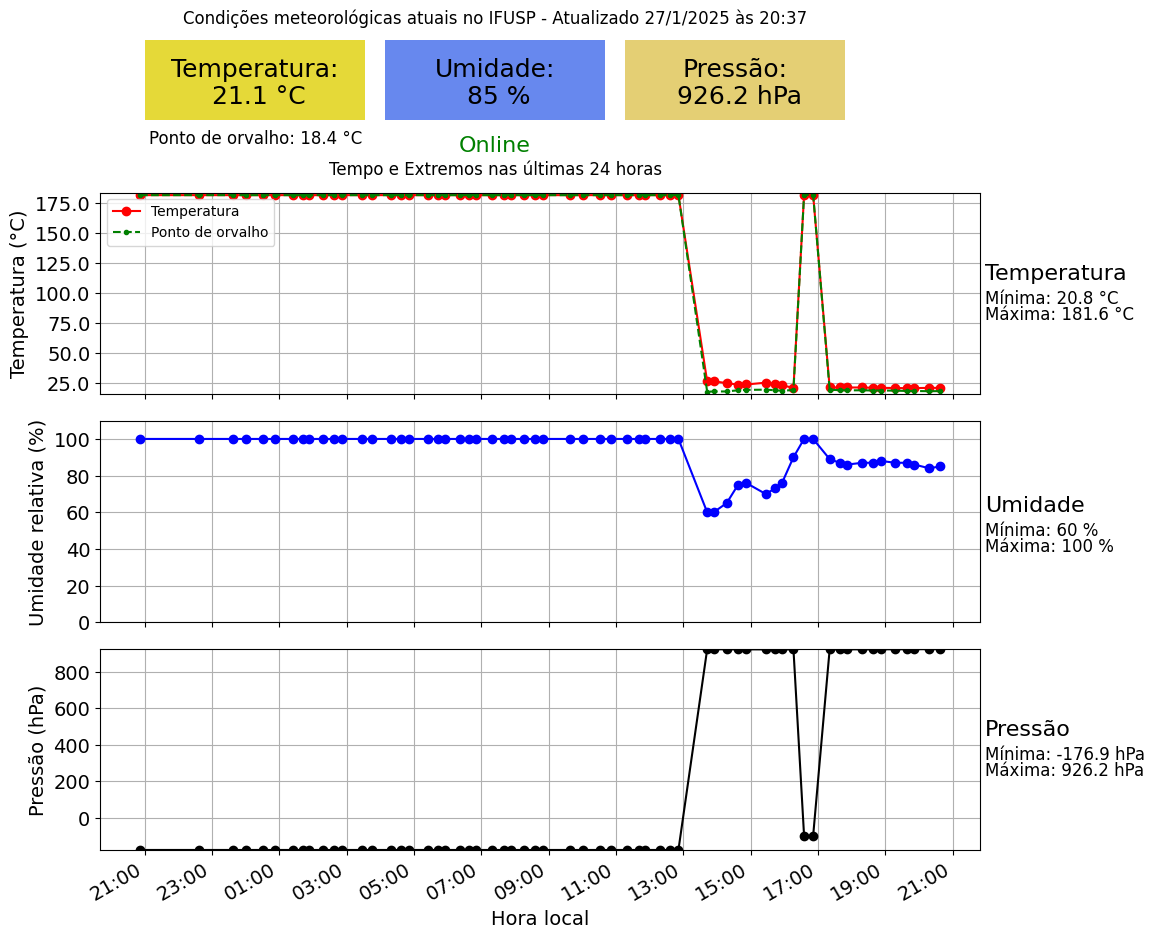 Condições meteorológicas atuais no IFUSP - Atualizado 27/1/2025 às 20:37
Temperatura:
21.1 °C
Umidade:
85 %
Pressão:
926.2 hPa
Ponto de orvalho: 18.4 °C
Online
Tempo e Extremos nas últimas 24 horas
Temperatura (°C)
175.0
150.0
125.0
100.0
75.0
50.0
25.0
Temperatura
Ponto de orvalho
Temperatura
Mínima: 20.8 °C
Máxima: 181.6 °C
Umidade relativa (%)
100
80
60
40
20
0
Umidade
Mínima: 60 %
Máxima: 100 %
Pressão (hPa)
800
600
400
200
0
Pressão
Mínima: -176.9 hPa
Máxima: 926.2 hPa
21:00
23:00
01:00
03:00
05:00
07:00
09:00
11:00
13:00
15:00
17:00
19:00
21:00
Hora local